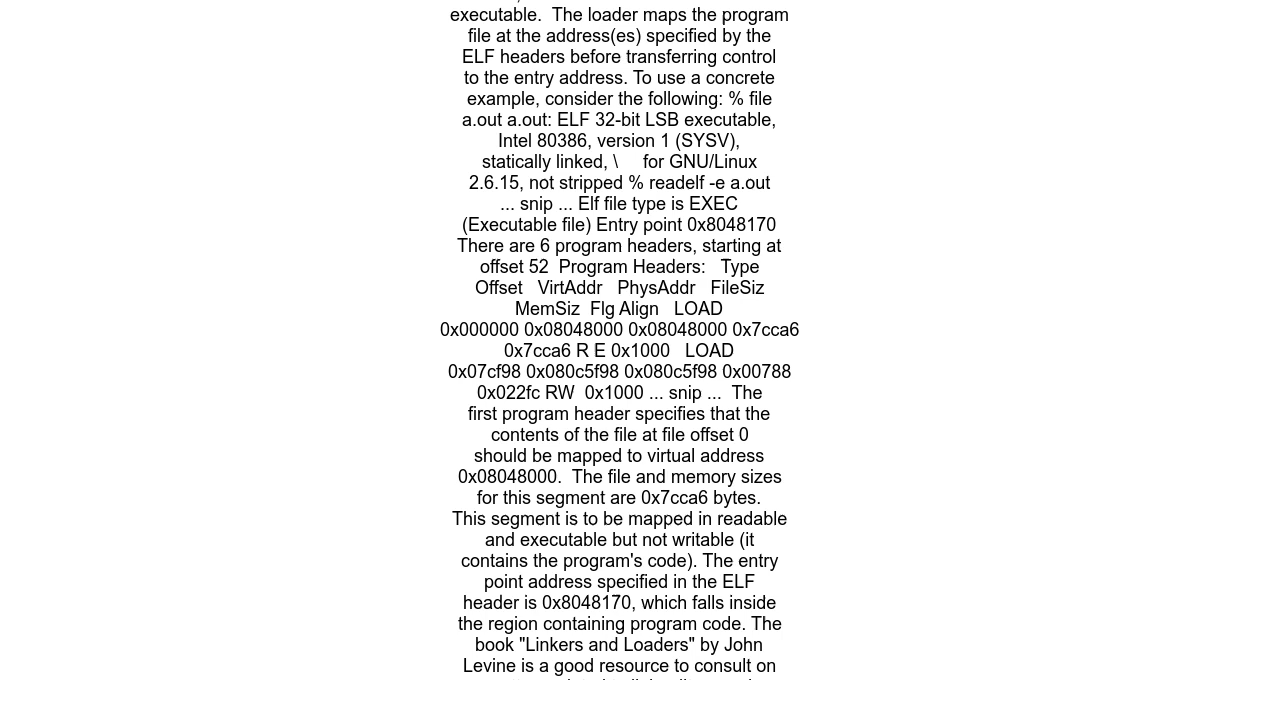 executable.  The loader maps the program
file at the address(es) specified by the
ELF headers before transferring control
to the entry address. To use a concrete
example, consider the following: % file
a.out a.out: ELF 32-bit LSB executable,
Intel 80386, version 1 (SYSV),
statically linked, \     for GNU/Linux
2.6.15, not stripped % readelf -e a.out
... snip ... Elf file type is EXEC
(Executable file) Entry point 0x8048170
There are 6 program headers, starting at
offset 52  Program Headers:   Type
Offset   VirtAddr   PhysAddr   FileSiz
MemSiz  Flg Align   LOAD
0x000000 0x08048000 0x08048000 0x7cca6
0x7cca6 R E 0x1000   LOAD
0x07cf98 0x080c5f98 0x080c5f98 0x00788
0x022fc RW  0x1000 ... snip ...  The
first program header specifies that the
contents of the file at file offset 0
should be mapped to virtual address
0x08048000.  The file and memory sizes
for this segment are 0x7cca6 bytes.
This segment is to be mapped in readable
and executable but not writable (it
contains the program's code). The entry
point address specified in the ELF
header is 0x8048170, which falls inside
the region containing program code. The
book "Linkers and Loaders" by John
Levine is a good resource to consult on